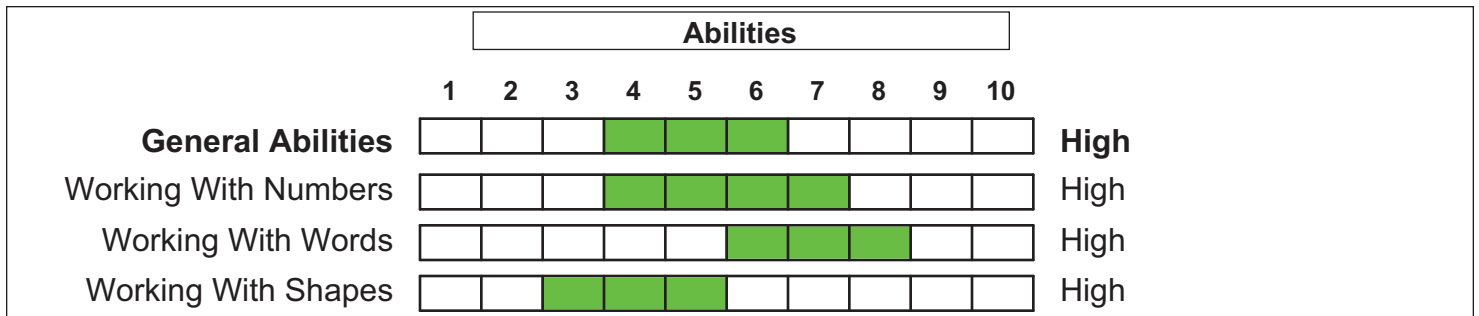 Abilities
1 2 3 4 5 6 7 8 9 10
General Abilities High
Working With Numbers High
Working With Words High
Working With Shapes High